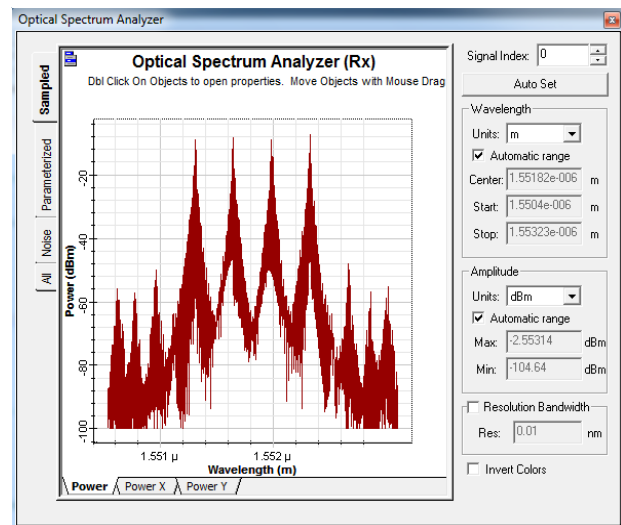 Optical Spectrum Analyzer
Optical Spectrum Analyzer (Rx)
Dbl Click On Objects to open properties. Move Objects with Mouse Drag
Sampled
Parameterized
Noise
All
Power (dBm)
-20
-40
-60
-80
-100
1.551 µ
1.552 µ
Wavelength (m)
Power
Power X
Power Y
Signal Index: 0
Auto Set
Wavelength
Units: m
Automatic range
Center: 1.55182e-006 m
Start: 1.5504e-006 m
Stop: 1.55323e-006 m
Amplitude
Units: dBm
Automatic range
Max: -2.55314 dBm
Min: -104.64 dBm
Resolution Bandwidth
Res: 0.01 nm
Invert Colors